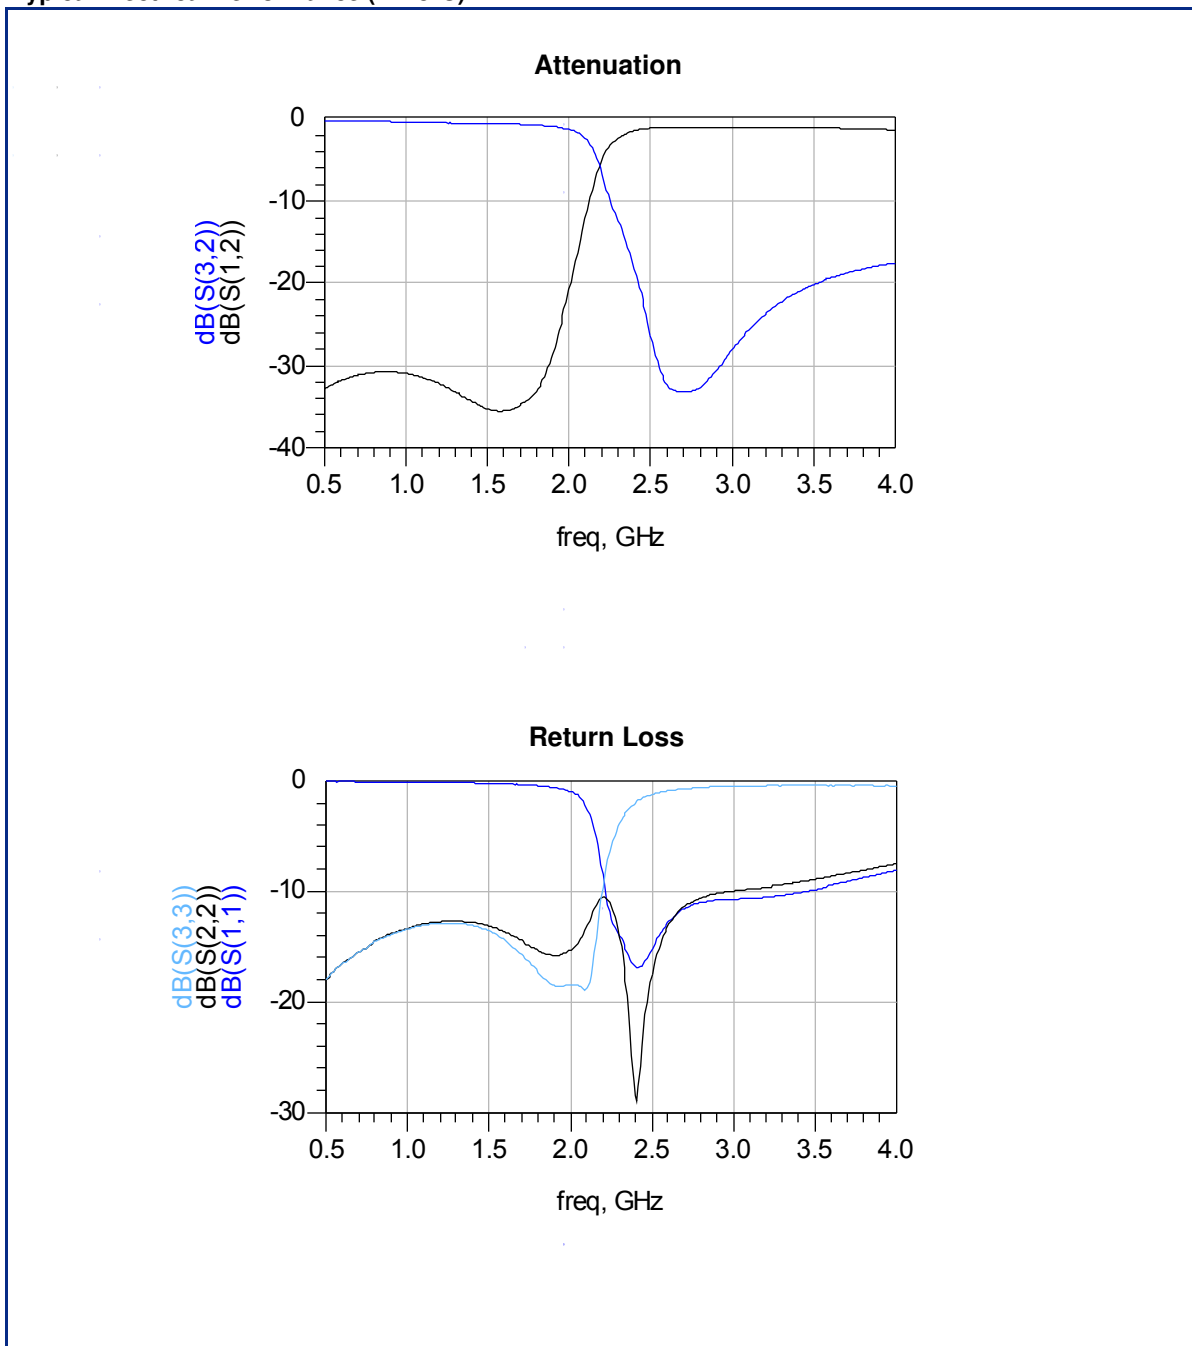 Attenuation
0
-10
-20
-30
-40
dB(S(3,2))
dB(S(1,2))
0.5 1.0 1.5 2.0 2.5 3.0 3.5 4.0
freq, GHz
Return Loss
0
-10
-20
-30
dB(S(3,3))
dB(S(2,2))
dB(S(1,1))
0.5 1.0 1.5 2.0 2.5 3.0 3.5 4.0
freq, GHz